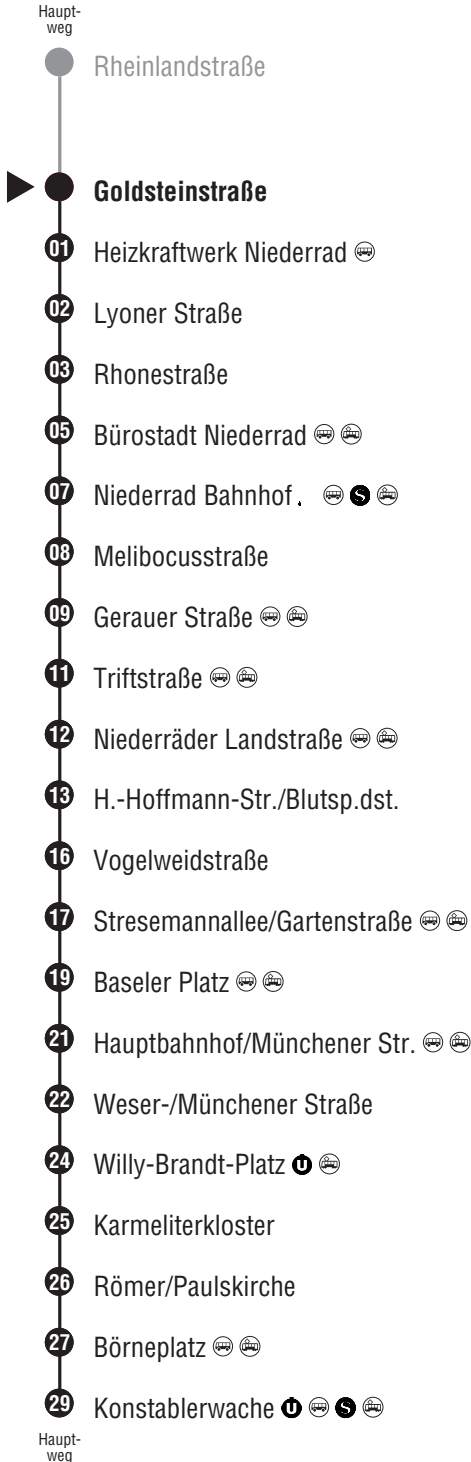 Haupt-
weg
Rheinlandstraße
Goldsteinstraße
01 Heizkraftwerk Niederrad
02 Lyoner Straße
03 Rhonestraße
05 Bürostadt Niederrad
07 Niederrad Bahnhof . S
08 Melibocusstraße
09 Gerauer Straße
11 Triftstraße
12 Niederräder Landstraße
13 H.-Hoffmann-Str./Blutsp.dst.
16 Vogelweidstraße
17 Stresemannallee/Gartenstraße
19 Baseler Platz
21 Hauptbahnhof/Münchener Str.
22 Weser-/Münchener Straße
24 Willy-Brandt-Platz U
25 Karmeliterkloster
26 Römer/Paulskirche
27 Börneplatz
29 Konstablerwache U S
Haupt-
weg